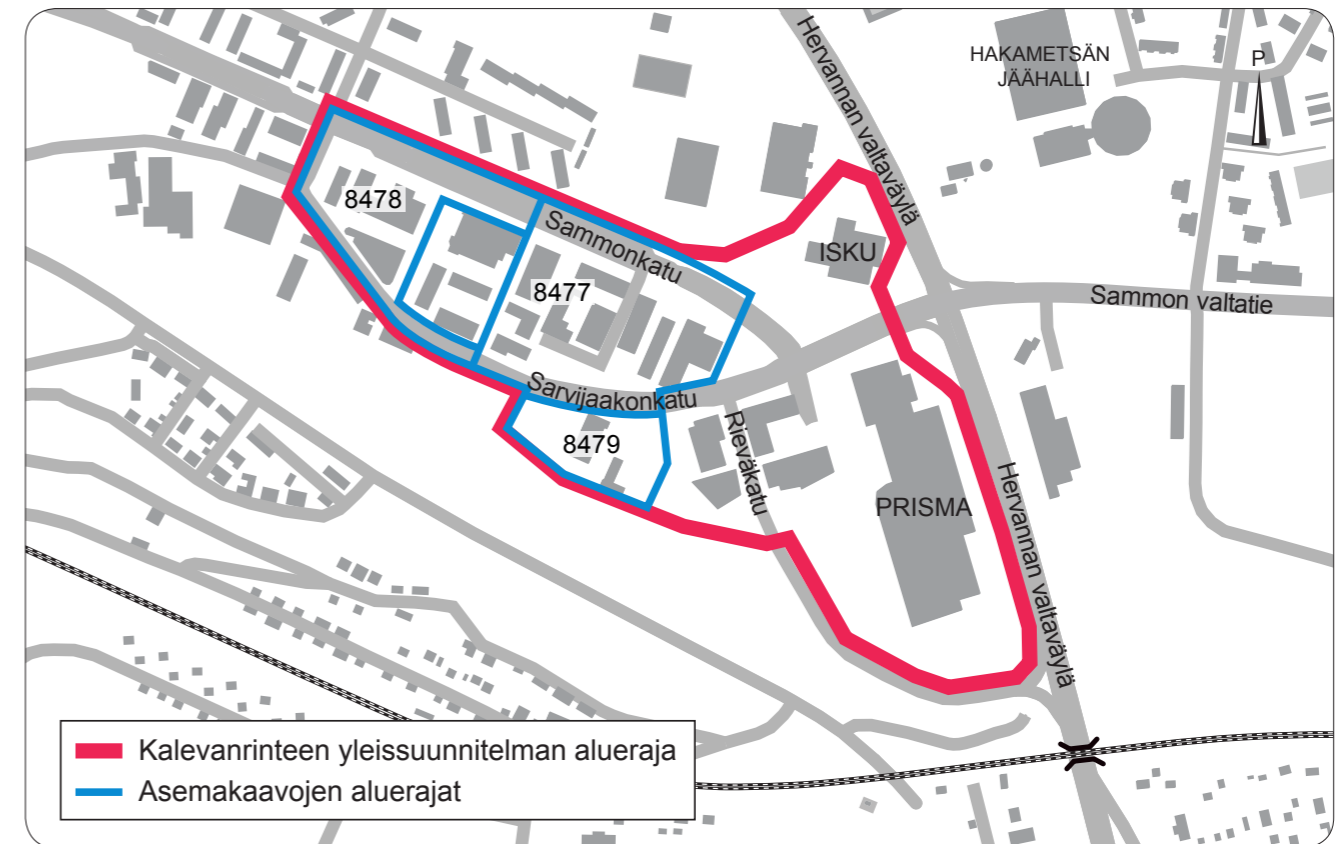 Hervannan valtaväylä
HAKAMETSÄN
JÄÄHALLI
P
8478
Sammonkatu
ISKU
8477
Sammon valtatie
Sarvijaakonkatu
8479
Rieväkatu
PRISMA
Hervannan valtaväylä
Kalevanrinteen yleissuunnitelman alueraja
Asemakaavojen aluerajat